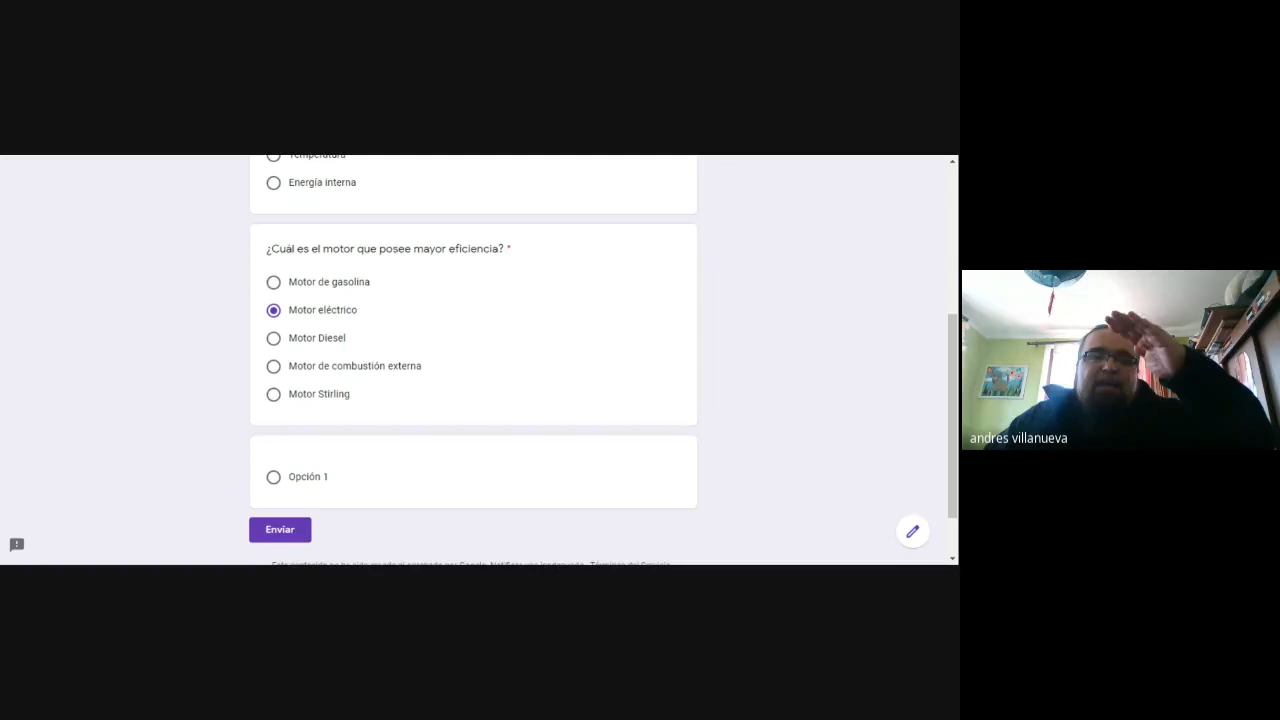 Temperatura
Energía interna
¿Cuál es el motor que posee mayor eficiencia? *
Motor de gasolina
Motor eléctrico
Motor Diesel
Motor de combustión externa
Motor Stirling
Opción 1
Enviar
andres villanueva